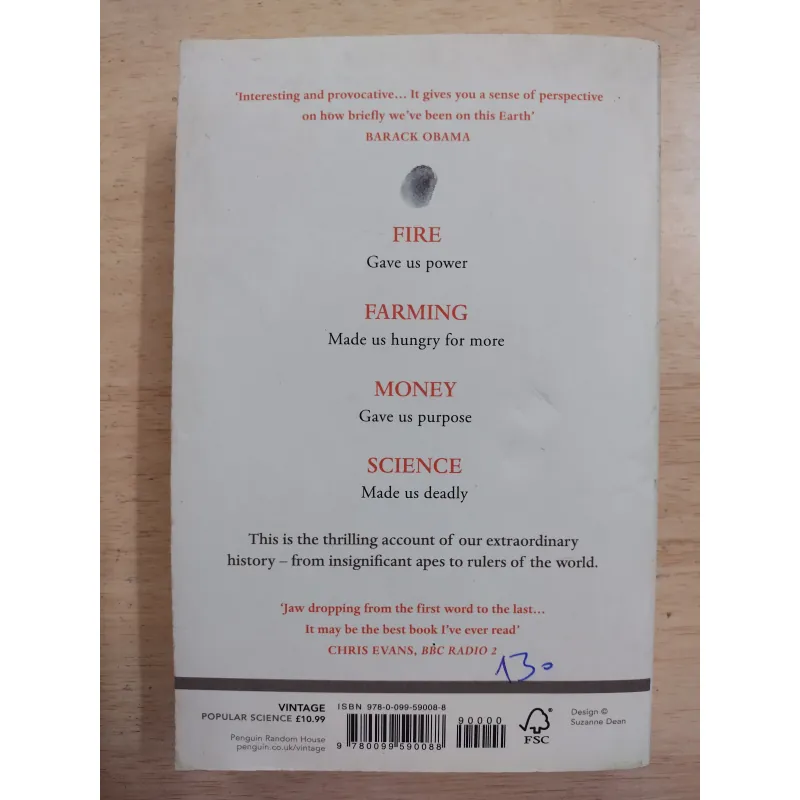 'Interesting and provocative… It gives you a sense of perspective
on how briefly we've been on this Earth'
BARACK OBAMA
FIRE
Gave us power
FARMING
Made us hungry for more
MONEY
Gave us purpose
SCIENCE
Made us deadly
This is the thrilling account of our extraordinary
history – from insignificant apes to rulers of the world.
'Jaw dropping from the first word to the last…
It may be the best book I've ever read'
CHRIS EVANS, BBC RADIO 2
130
VINTAGE
POPULAR SCIENCE £10.99
Penguin Random House
penguin.co.uk/vintage
ISBN 978-0-099-59008-8
90000
9 780099 590088
FSC
Design ©
Suzanne Dean